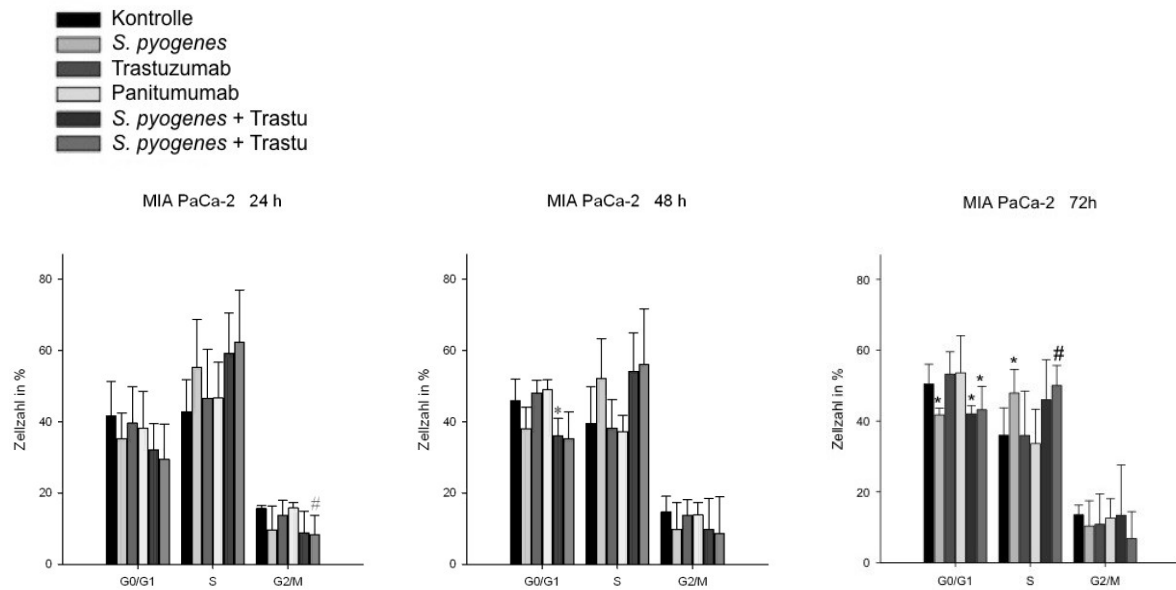 Kontrolle
S. pyogenes
Trastuzumab
Panitumumab
S. pyogenes + Trastu
S. pyogenes + Trastu
MIA PaCa-2 24 h
Zellzahl in %
80
60
40
20
0
#
G0/G1 S G2/M
MIA PaCa-2 48 h
Zellzahl in %
80
60
40
20
0
*
G0/G1 S G2/M
MIA PaCa-2 72h
Zellzahl in %
80
60
40
20
0
* * * * #
G0/G1 S G2/M